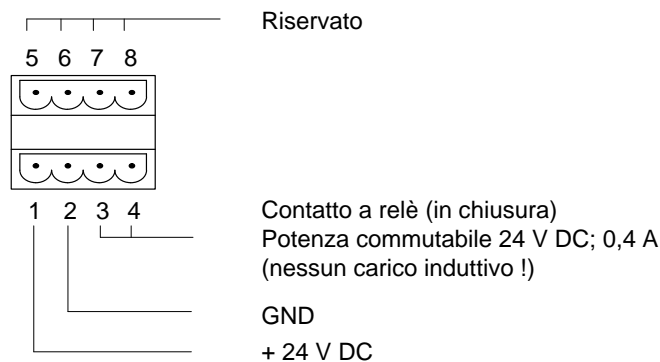 Riservato
5 6 7 8
1 2 3 4
Contatto a relè (in chiusura)
Potenza commutabile 24 V DC; 0,4 A
(nessun carico induttivo !)
GND
+ 24 V DC